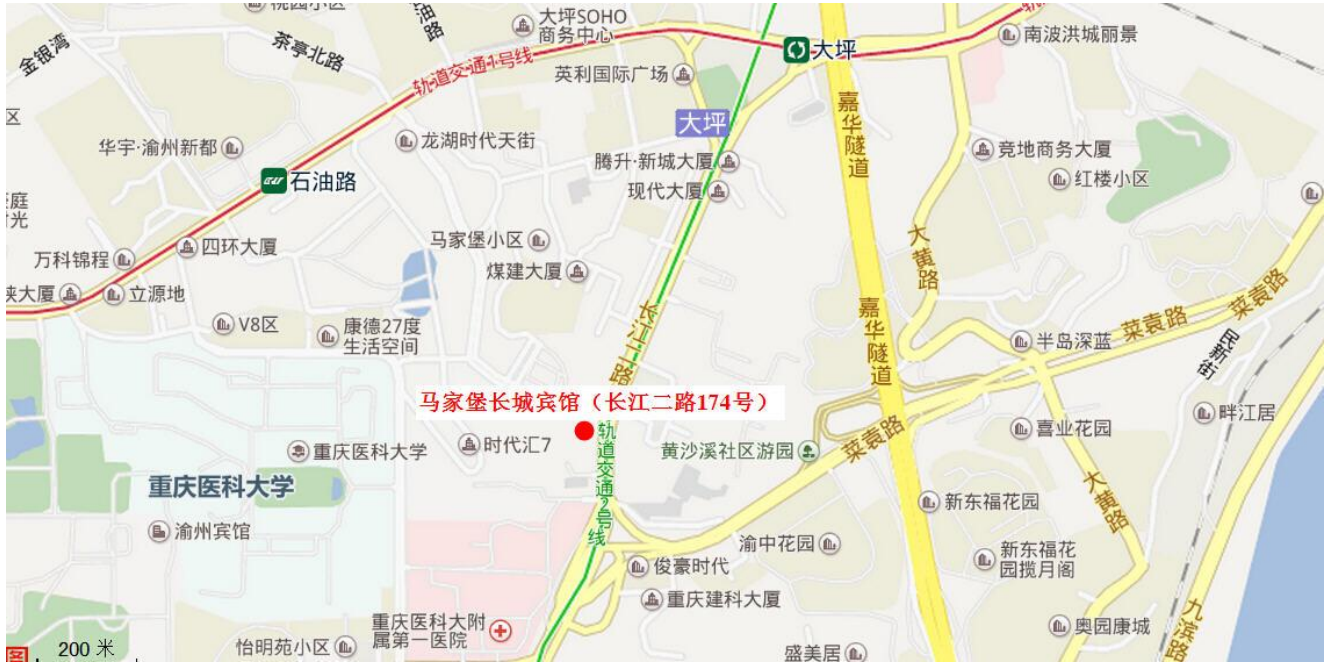 桃园小区
大坪SOHO
商务中心
南波洪城丽景
金银湾
茶亭北路
油路
轨道交通1号线
大坪
英利国际广场
大坪
嘉华隧道
华宇·渝州新都
龙湖时代天街
腾升·新城大厦
竞地商务大厦
石油路
现代大厦
红楼小区
四环大厦
马家堡小区
大黄路
万科锦程
煤建大厦
侠大厦
立源地
长江二路
嘉华隧道
菜袁路
菜袁路
V8区
康德27度
生活空间
半岛深蓝
民新街
马家堡长城宾馆（长江二路174号）
畔江居
轨道交通2号线
喜业花园
重庆医科大学
时代汇7
黄沙溪社区游园
菜袁路
重庆医科大学
大黄路
新东福花园
渝州宾馆
渝中花园
新东福花
园揽月阁
俊豪时代
重庆建科大厦
重庆医科大附
属第一医院
奥园康城
九滨路
200 米
怡明苑小区
盛美居